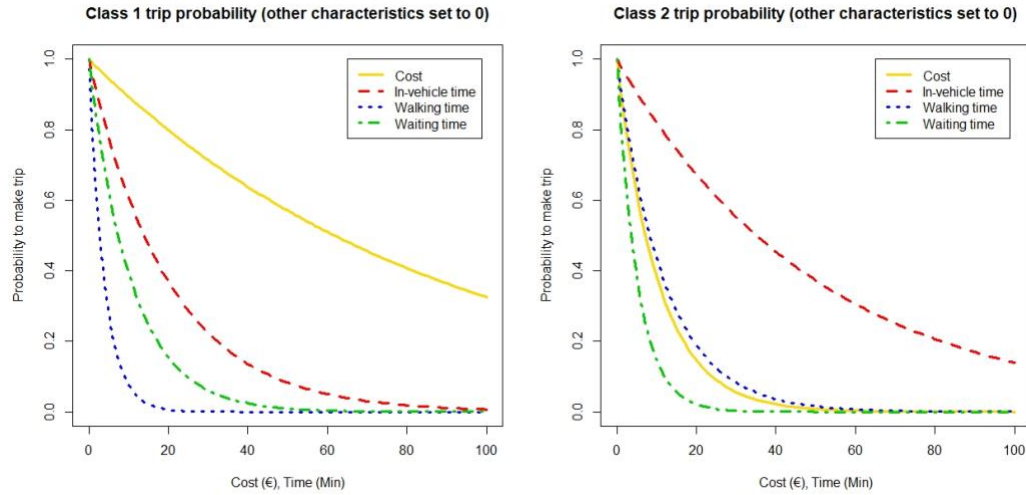 Class 1 trip probability (other characteristics set to 0)
Probability to make trip
1.0
0.8
0.6
0.4
0.2
0.0
Cost
In-vehicle time
Walking time
Waiting time
0 20 40 60 80 100
Cost (€), Time (Min)
Class 2 trip probability (other characteristics set to 0)
Probability to make trip
1.0
0.8
0.6
0.4
0.2
0.0
Cost
In-vehicle time
Walking time
Waiting time
0 20 40 60 80 100
Cost (€), Time (Min)